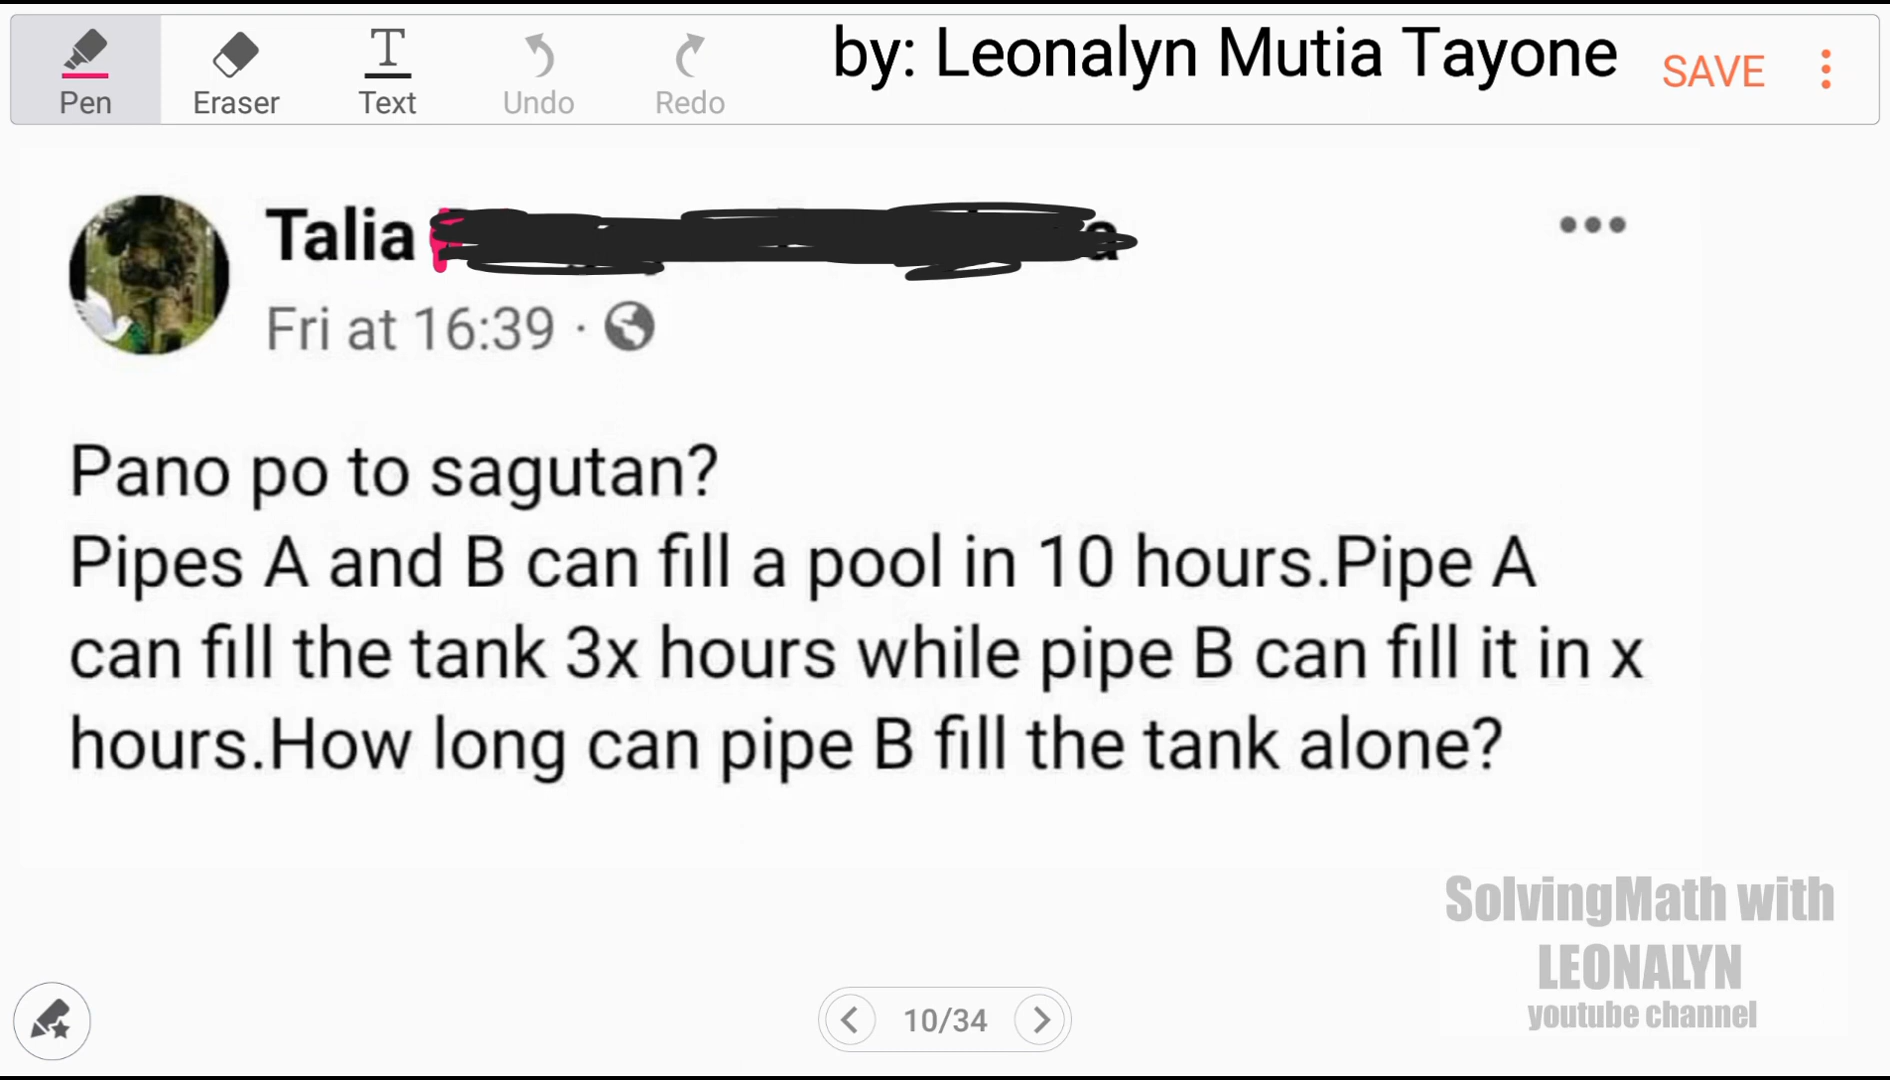 by: Leonalyn Mutia Tayone
SAVE
Pen
Eraser
Text
Undo
Redo
Talia
Fri at 16:39 ·
Pano po to sagutan?
Pipes A and B can fill a pool in 10 hours.Pipe A
can fill the tank 3x hours while pipe B can fill it in x
hours.How long can pipe B fill the tank alone?
SolvingMath with
LEONALYN
youtube channel
10/34